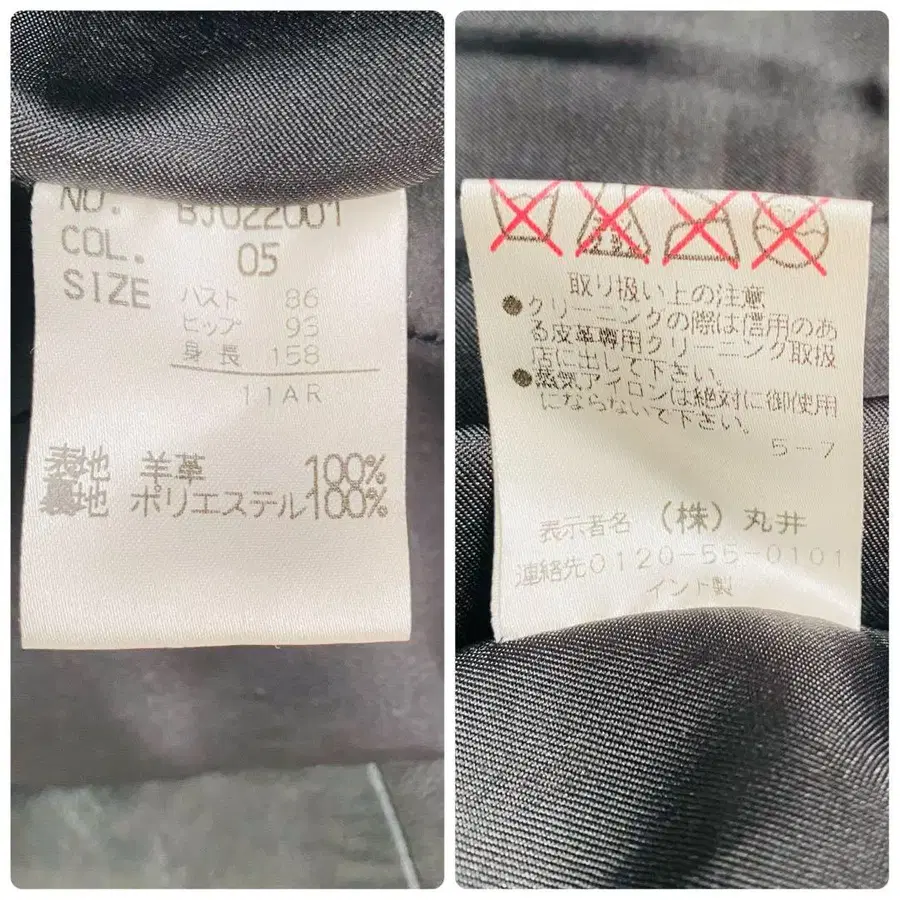 NO. BJ022001
COL. 05
SIZE バスト 86
ヒップ 93
身長 158
11AR
表地 羊革 100%
裏地 ポリエステル100%
取り扱い上の注意
●クリーニングの際は信用のあ
る皮革専用クリーニング取扱
店に出して下さい。
●蒸気アイロンは絶対に御使用
にならないで下さい。
5-7
表示者名 (株) 丸井
連絡先0120-55-0101
インド製